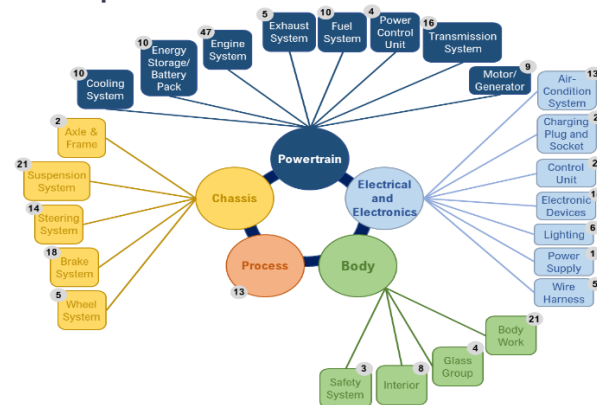 5
Exhaust
System
10
Fuel
System
4
Power
Control
Unit
16
Transmission
System
47
Engine
System
10
Energy
Storage/
Battery
Pack
10
Cooling
System
9
Motor/
Generator
13
Air-
Condition
System
Charging
Plug and
Socket
Control
Unit
Electronic
Devices
6
Lighting
Power
Supply
5
Wire
Harness
2
Axle &
Frame
21
Suspension
System
14
Steering
System
18
Brake
System
5
Wheel
System
Powertrain
Chassis
Electrical
and
Electronics
Process
13
Body
21
Body
Work
4
Glass
Group
8
Interior
3
Safety
System